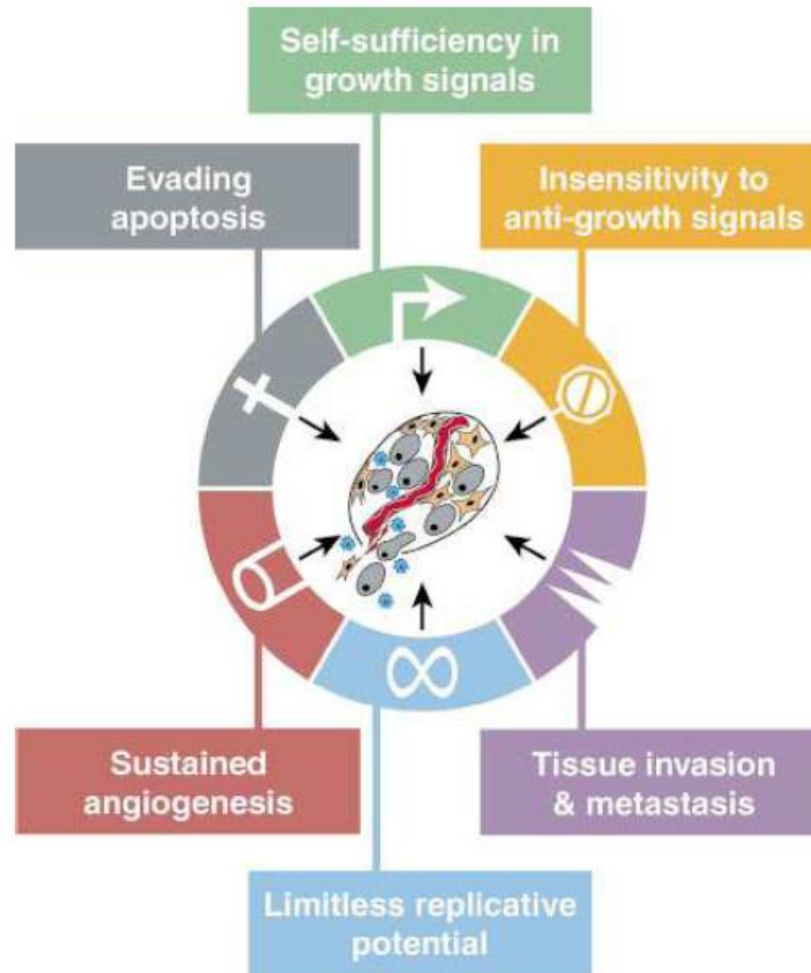 Self-sufficiency in
growth signals
Evading
apoptosis
Insensitivity to
anti-growth signals
Sustained
angiogenesis
Tissue invasion
& metastasis
Limitless replicative
potential